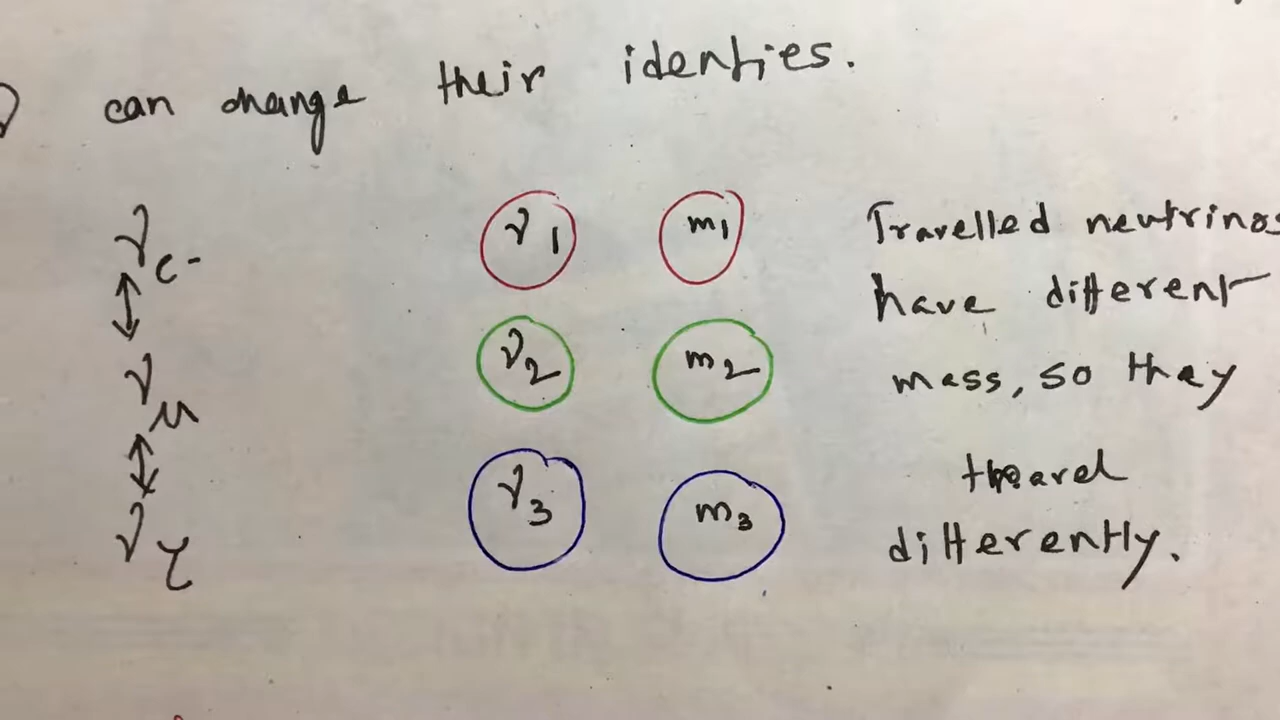 can change their identies.
νe-
↕
νμ
↕
ντ
ν1 m1
ν2 m2
ν3 m3
Travelled neutrinos
have different
mass, so they
travel
differently.